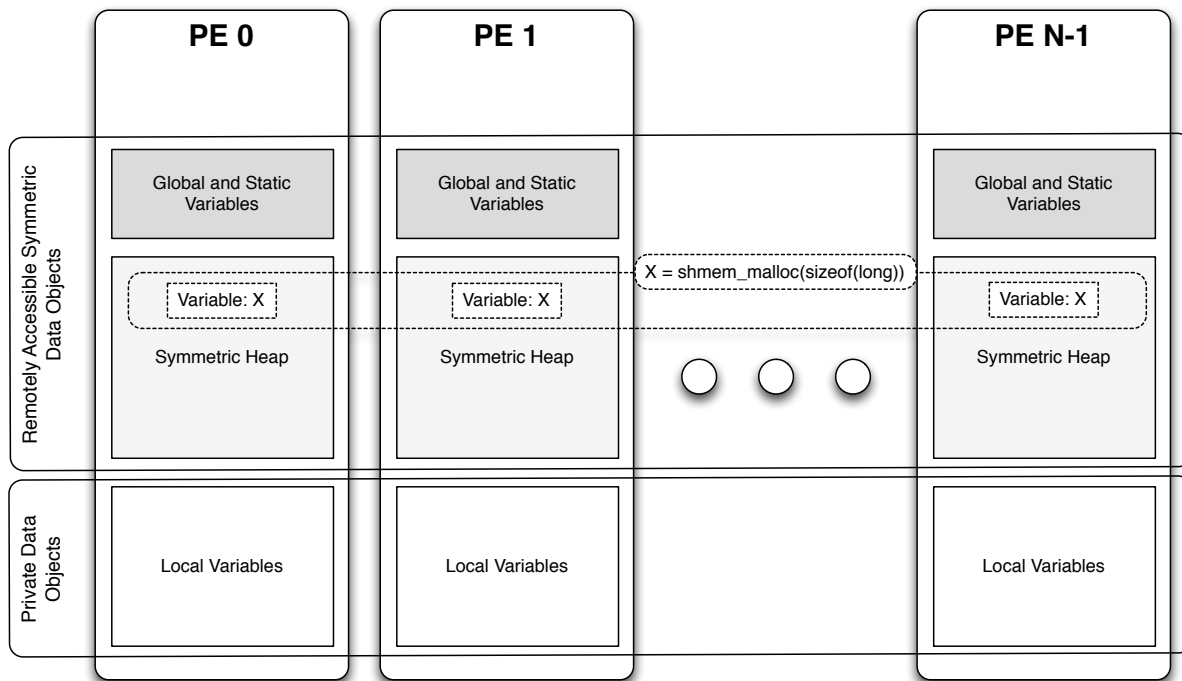 PE 0
PE 1
PE N-1
Remotely Accessible Symmetric
Data Objects
Global and Static
Variables
Global and Static
Variables
Global and Static
Variables
X = shmem_malloc(sizeof(long))
Variable: X
Variable: X
Variable: X
Symmetric Heap
Symmetric Heap
Symmetric Heap
Private Data
Objects
Local Variables
Local Variables
Local Variables